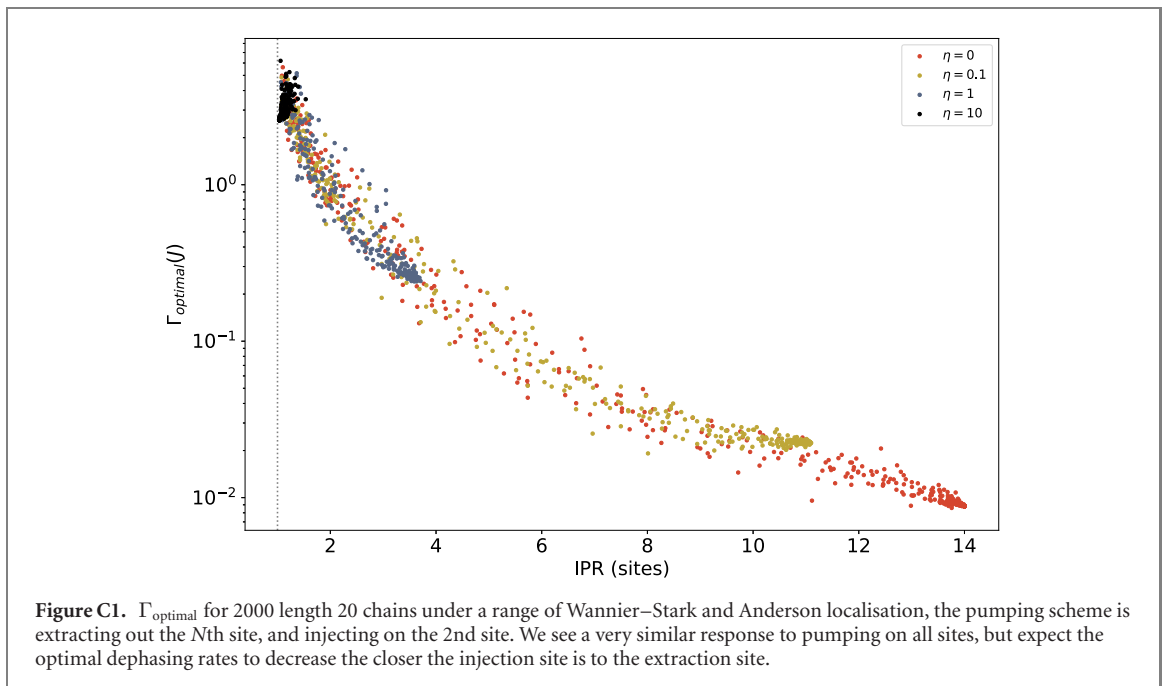 η = 0
η = 0.1
η = 1
η = 10
10⁰
10⁻¹
10⁻²
Γoptimal(J)
2 4 6 8 10 12 14
IPR (sites)
Figure C1. Γoptimal for 2000 length 20 chains under a range of Wannier–Stark and Anderson localisation, the pumping scheme is
extracting out the Nth site, and injecting on the 2nd site. We see a very similar response to pumping on all sites, but expect the
optimal dephasing rates to decrease the closer the injection site is to the extraction site.